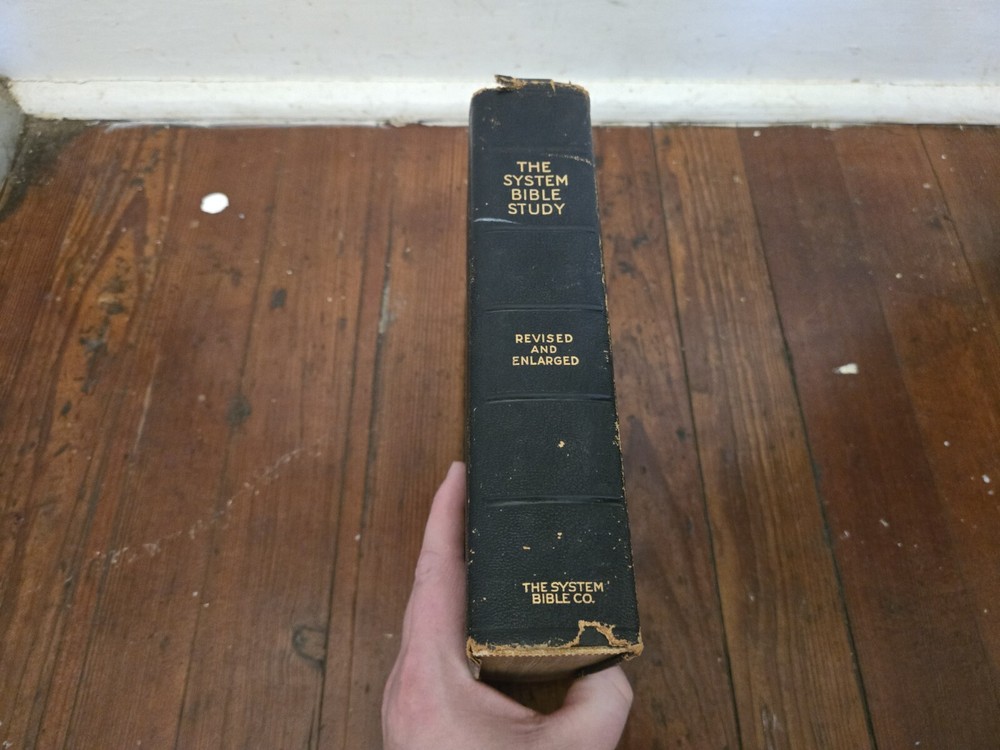 THE
SYSTEM
BIBLE
STUDY
REVISED
AND
ENLARGED
THE SYSTEM
BIBLE CO.